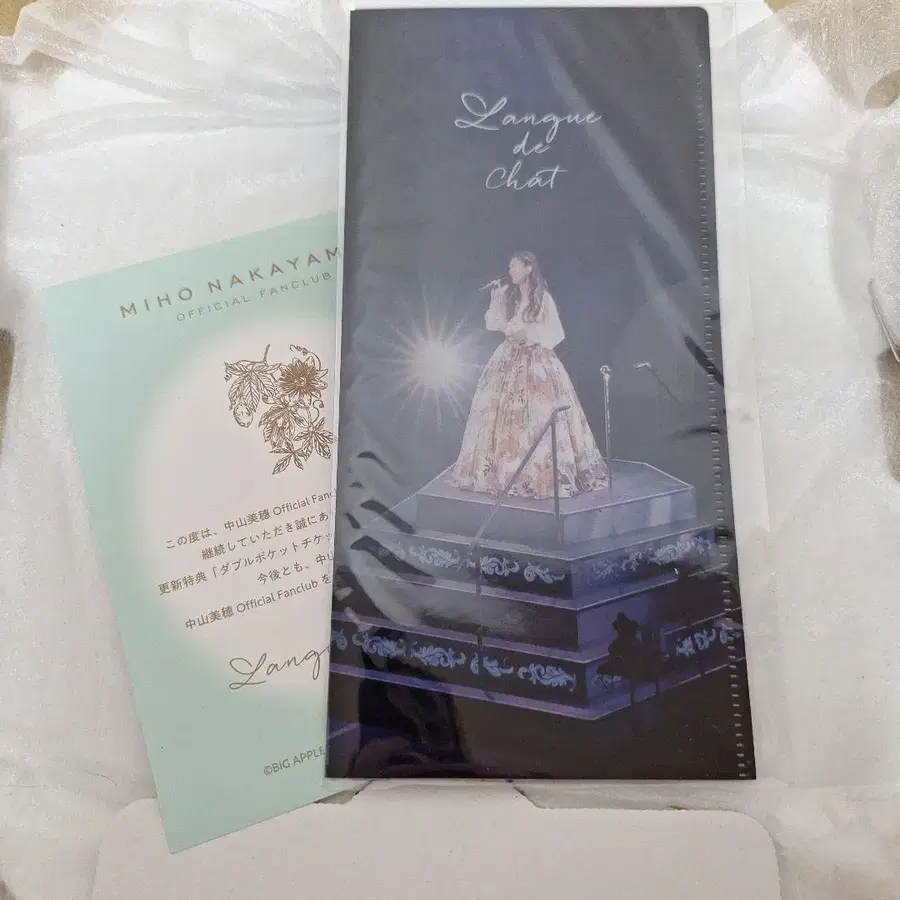 Langue
de
Chat
MIHO NAKAYAM
OFFICIAL FANCLUB
この度は、中山美穂 Official Fanc
継続していただき誠にあ
更新特典「ダブルポケットチケッ
今後とも、中山
中山美穂 Official Fanclub を
Langu
©BIG APPLE